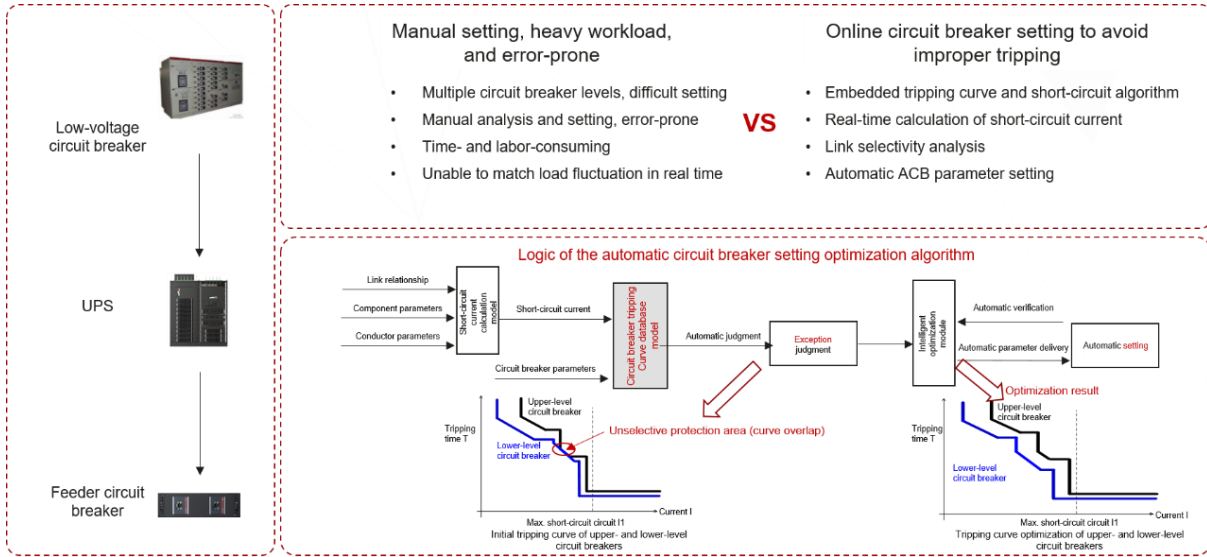 Low-voltage
circuit breaker
UPS
Feeder circuit
breaker
Manual setting, heavy workload,
and error-prone
• Multiple circuit breaker levels, difficult setting
• Manual analysis and setting, error-prone
• Time- and labor-consuming
• Unable to match load fluctuation in real time
VS
Online circuit breaker setting to avoid
improper tripping
• Embedded tripping curve and short-circuit algorithm
• Real-time calculation of short-circuit current
• Link selectivity analysis
• Automatic ACB parameter setting
Logic of the automatic circuit breaker setting optimization algorithm
Link relationship
Component parameters
Conductor parameters
Short-circuit
current
calculation
model
Short-circuit current
Circuit breaker parameters
Circuit breaker tripping
Curve database
model
Automatic judgment
Exception
judgment
Intelligent
optimization
module
Automatic verification
Automatic parameter delivery
Automatic setting
Optimization result
Tripping
time T
Upper-level
circuit breaker
Lower-level
circuit breaker
Unselective protection area (curve overlap)
Current I
Max. short-circuit circuit I1
Initial tripping curve of upper- and lower-level
circuit breakers
Tripping
time T
Upper-level
circuit breaker
Lower-level
circuit breaker
Current I
Max. short-circuit circuit I1
Tripping curve optimization of upper- and lower-level
circuit breakers